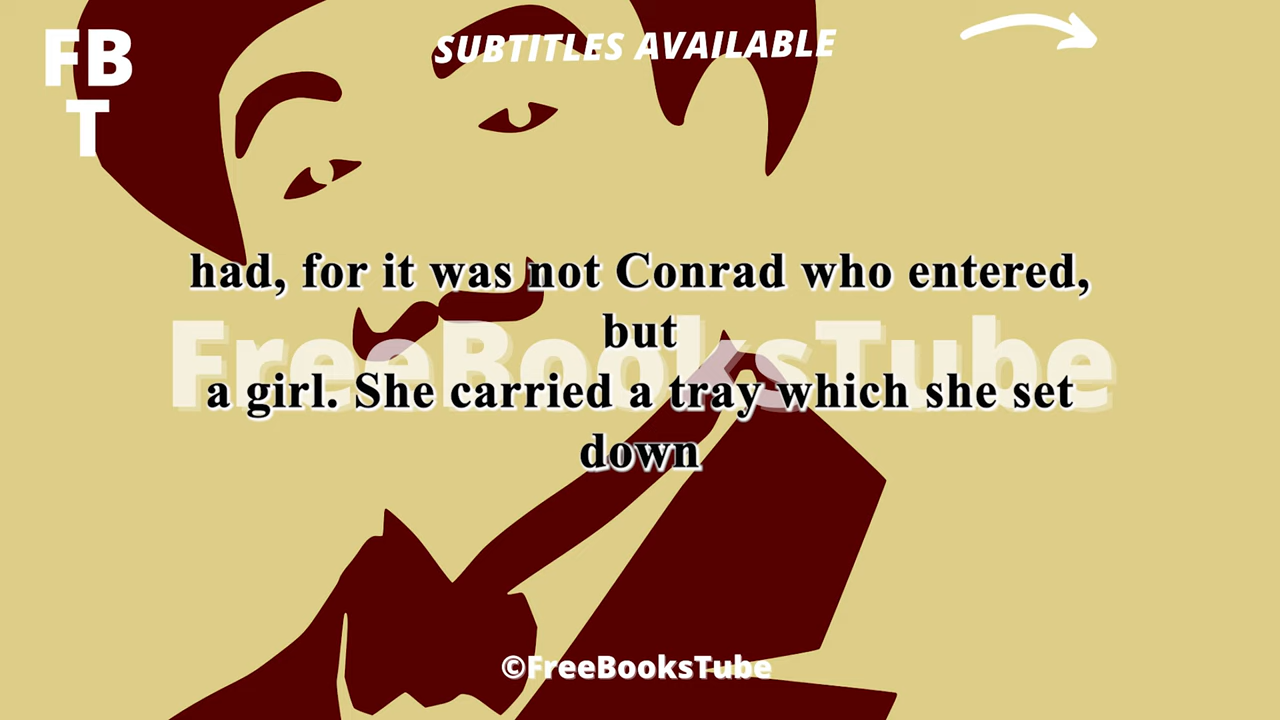 FB
T
SUBTITLES AVAILABLE
had, for it was not Conrad who entered,
but
FreeBooksTube
a girl. She carried a tray which she set
down
©FreeBooksTube